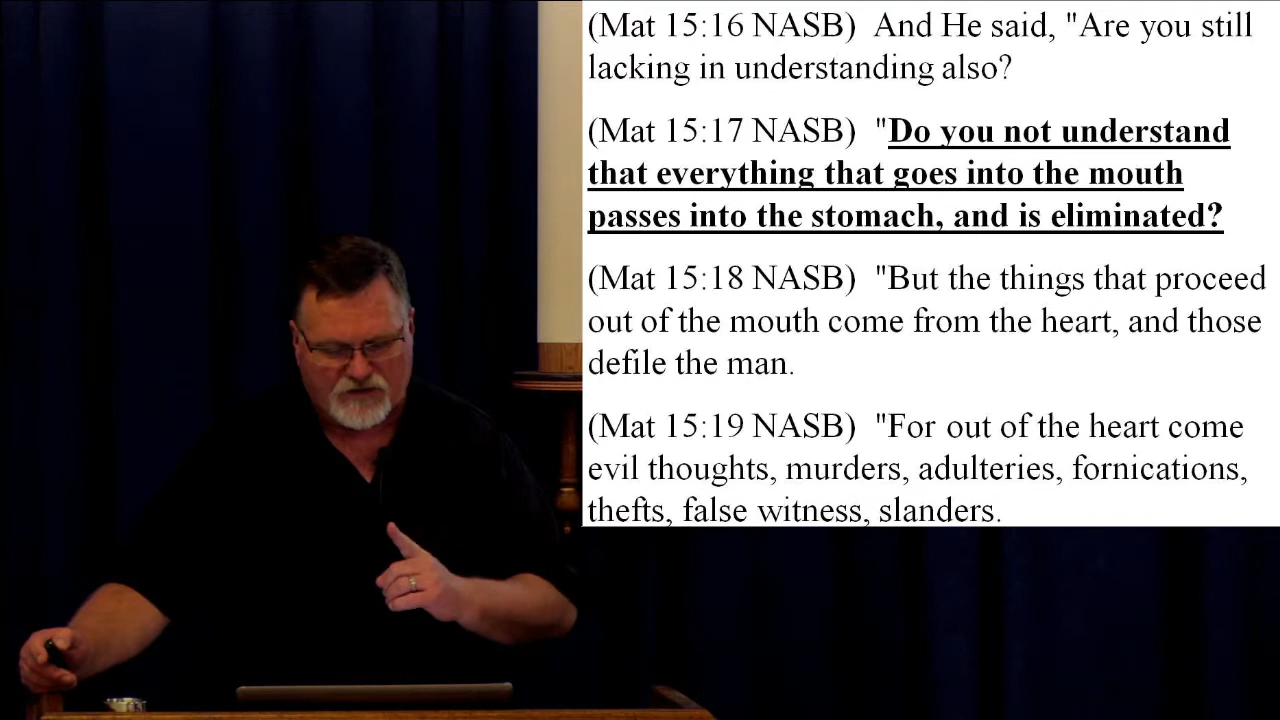 (Mat 15:16 NASB)  And He said, "Are you still
lacking in understanding also?
(Mat 15:17 NASB)  "Do you not understand
that everything that goes into the mouth
passes into the stomach, and is eliminated?
(Mat 15:18 NASB)  "But the things that proceed
out of the mouth come from the heart, and those
defile the man.
(Mat 15:19 NASB)  "For out of the heart come
evil thoughts, murders, adulteries, fornications,
thefts, false witness, slanders.